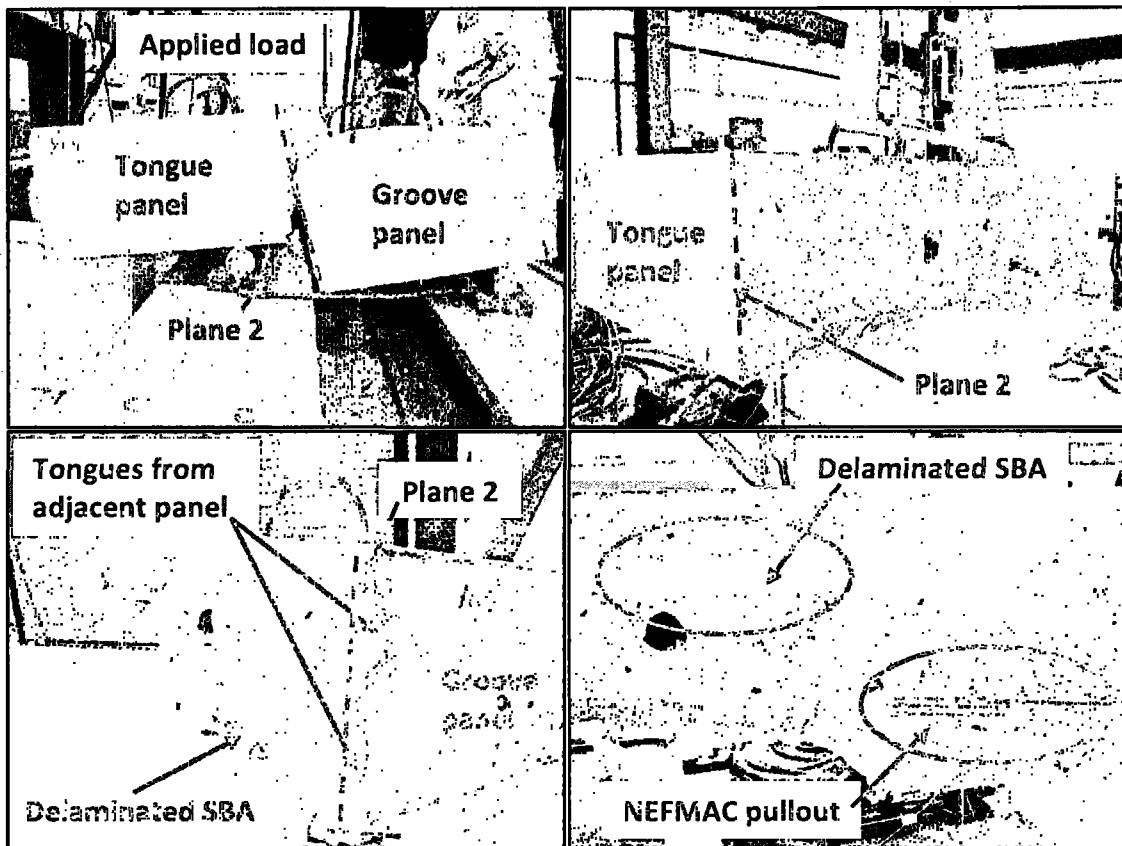 Applied load
Tongue
panel
Groove
panel
Plane 2
Tongue
panel
Plane 2
Tongues from
adjacent panel
Plane 2
Groove
panel
Delaminated SBA
Delaminated SBA
NEFMAC pullout